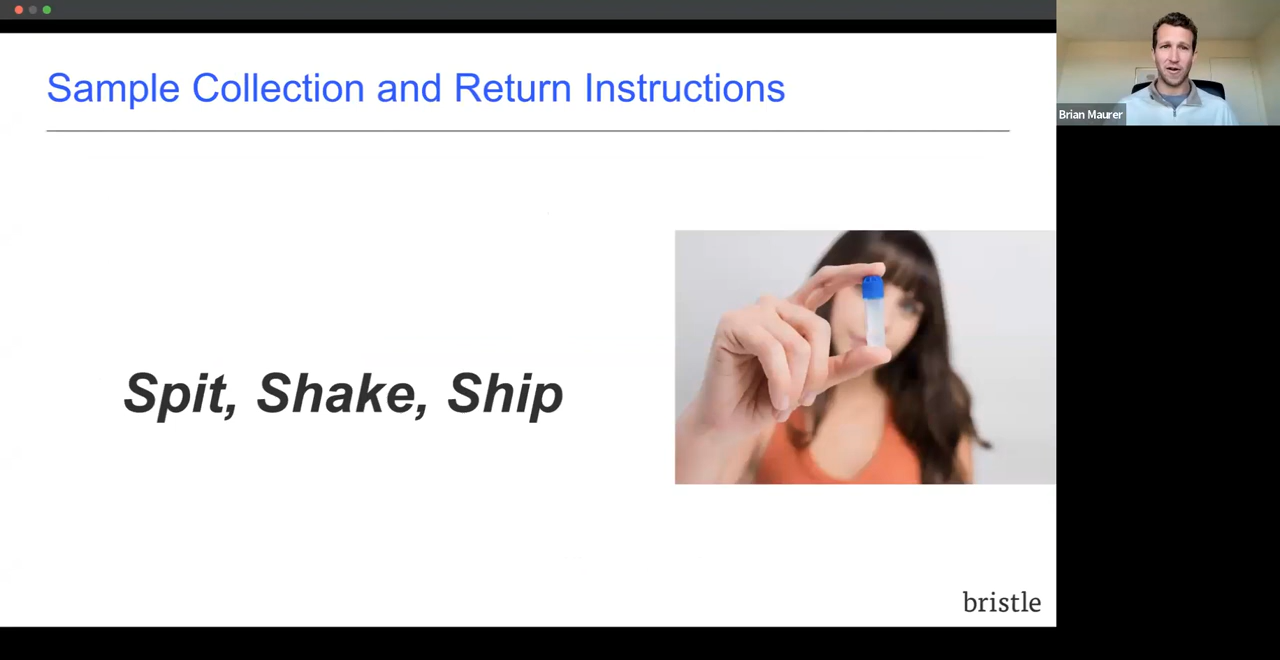 Sample Collection and Return Instructions
Brian Maurer
Spit, Shake, Ship
bristle